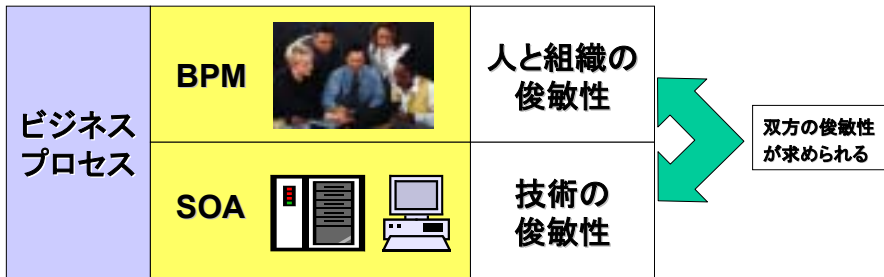 ビジネス
プロセス
BPM
人と組織の
俊敏性
SOA
技術の
俊敏性
双方の俊敏性
が求められる